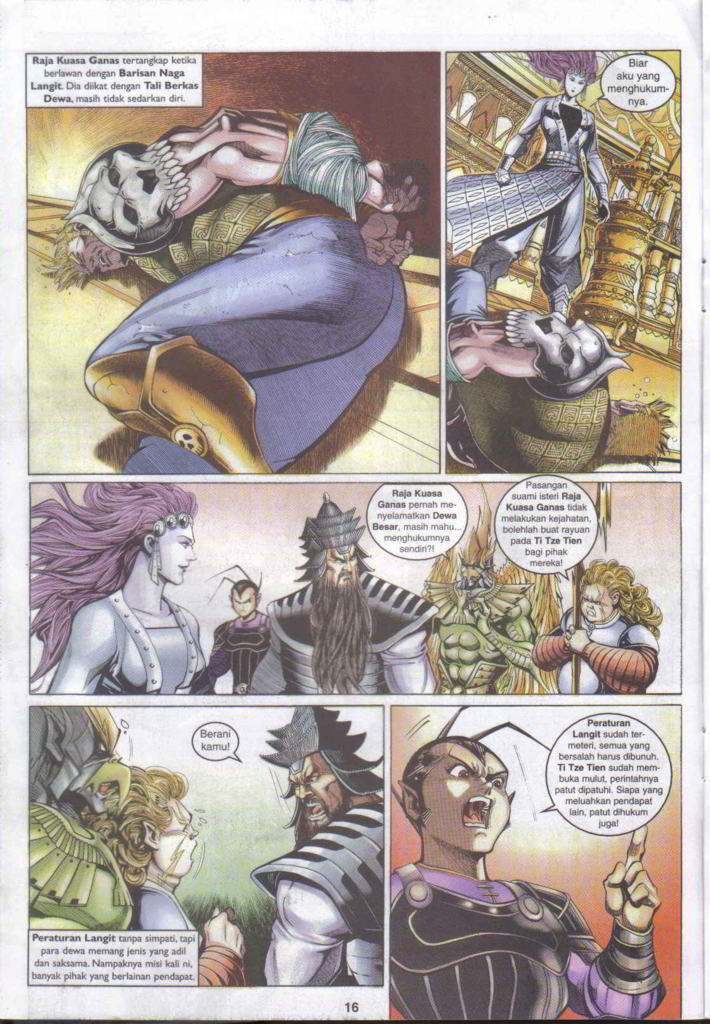 Raja Kuasa Ganas tertangkap ketika
berlawan dengan Barisan Naga
Langit. Dia diikat dengan Tali Berkas
Dewa, masih tidak sedarkan diri.
Biar
aku yang
menghukum-
nya.
Raja Kuasa
Ganas pernah me-
nyelamatkan Dewa
Besar, masih mahu...
menghukumnya
sendiri?!
Pasangan
suami isteri Raja
Kuasa Ganas tidak
melakukan kejahatan,
bolehlah buat rayuan
pada Ti Tze Tien
bagi pihak
mereka!
Berani
kamu!
Peraturan Langit tanpa simpati, tapi
para dewa memang jenis yang adil
dan saksama. Nampaknya misi kali ni,
banyak pihak yang berlainan pendapat.
Peraturan
Langit sudah ter-
meteri, semua yang
bersalah harus dibunuh.
Ti Tze Tien sudah mem-
buka mulut, perintahnya
patut dipatuhi. Siapa yang
meluahkan pendapat
lain, patut dihukum
juga!
16